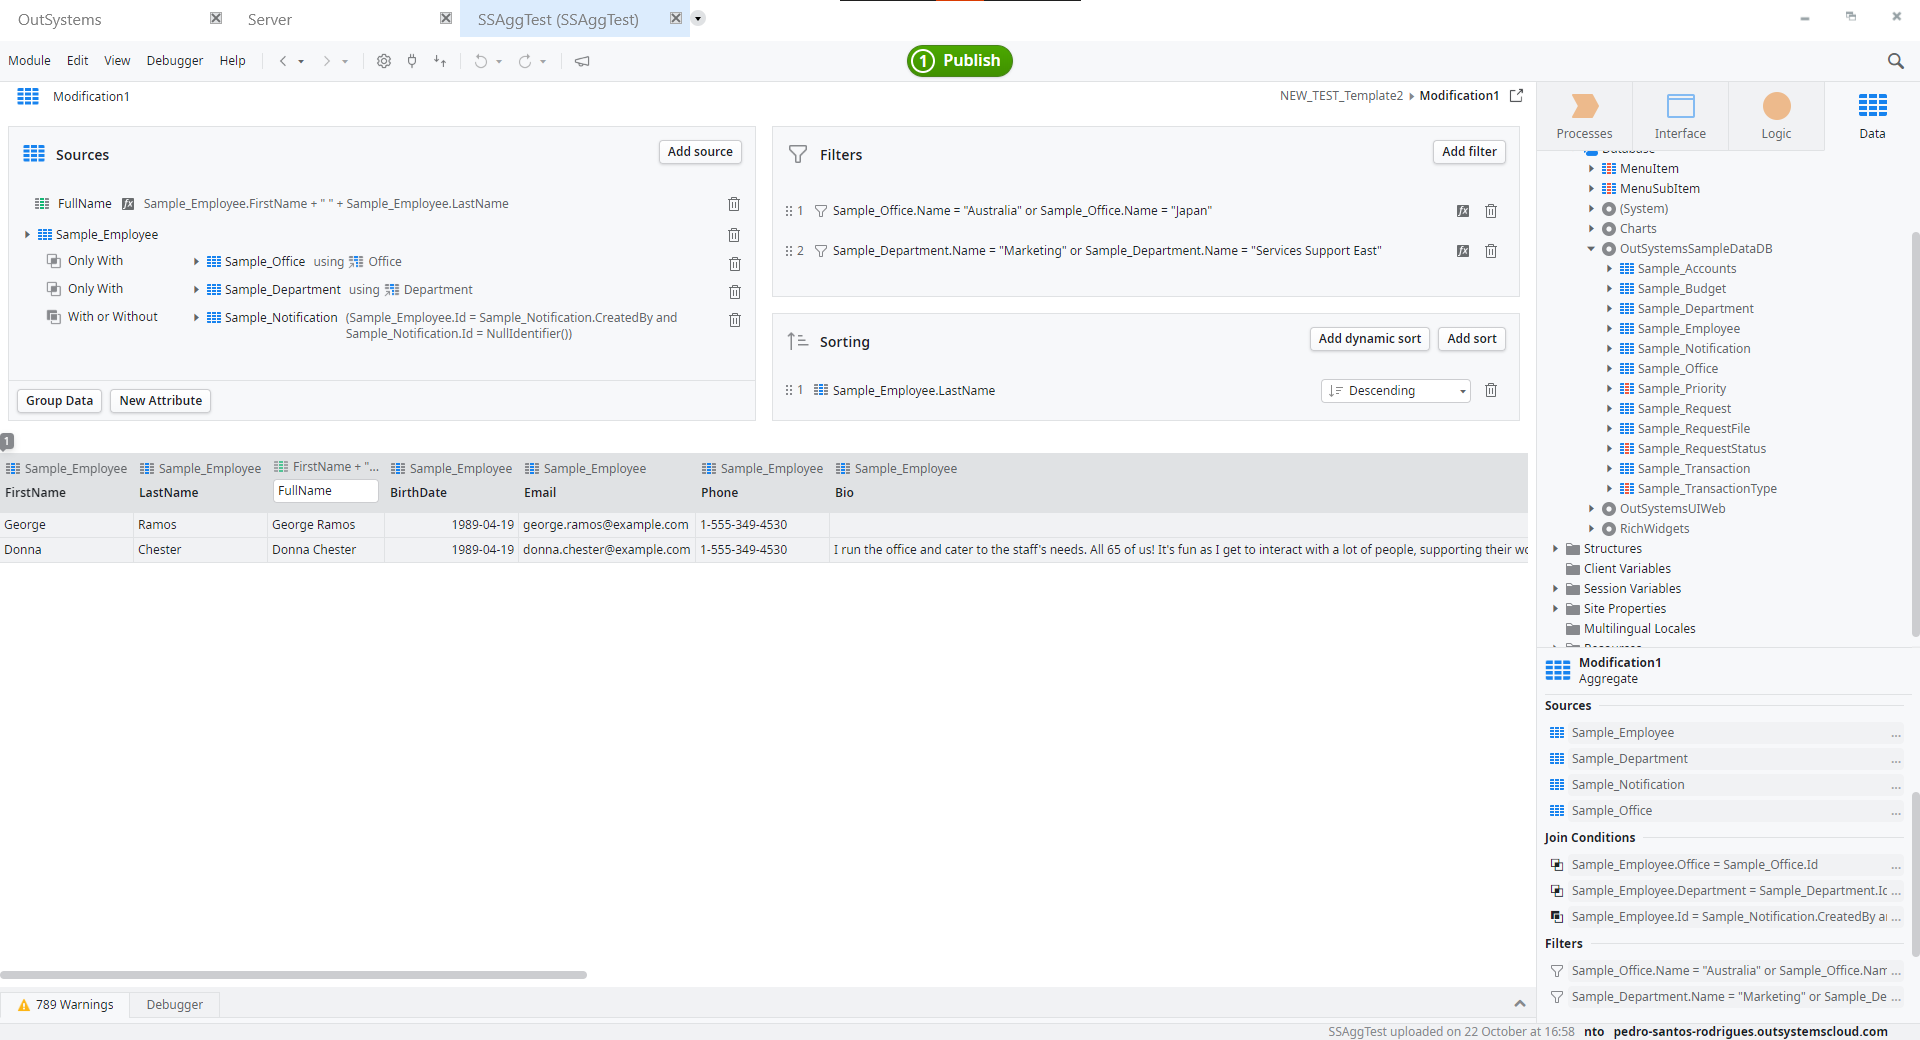 OutSystems
Server
SSAggTest (SSAggTest)
Module Edit View Debugger Help
1 Publish
Modification1
NEW_TEST_Template2 Modification1
Sources
Add source
FullName fx Sample_Employee.FirstName + " " + Sample_Employee.LastName
Sample_Employee
Only With Sample_Office using Office
Only With Sample_Department using Department
With or Without Sample_Notification (Sample_Employee.Id = Sample_Notification.CreatedBy and
Sample_Notification.Id = NullIdentifier())
Group Data New Attribute
Filters
Add filter
1 Sample_Office.Name = "Australia" or Sample_Office.Name = "Japan" fx
2 Sample_Department.Name = "Marketing" or Sample_Department.Name = "Services Support East" fx
Sorting
Add dynamic sort Add sort
1 Sample_Employee.LastName Descending
1
Sample_Employee Sample_Employee FirstName + "... Sample_Employee Sample_Employee Sample_Employee Sample_Employee
FirstName LastName FullName BirthDate Email Phone Bio
George Ramos George Ramos 1989-04-19 george.ramos@example.com 1-555-349-4530
Donna Chester Donna Chester 1989-04-19 donna.chester@example.com 1-555-349-4530 I run the office and cater to the staff's needs. All 65 of us! It's fun as I get to interact with a lot of people, supporting their wo
789 Warnings Debugger
Processes Interface Logic Data
Database
MenuItem
MenuSubItem
(System)
Charts
OutSystemsSampleDataDB
Sample_Accounts
Sample_Budget
Sample_Department
Sample_Employee
Sample_Notification
Sample_Office
Sample_Priority
Sample_Request
Sample_RequestFile
Sample_RequestStatus
Sample_Transaction
Sample_TransactionType
OutSystemsUIWeb
RichWidgets
Structures
Client Variables
Session Variables
Site Properties
Multilingual Locales
Resources
Modification1
Aggregate
Sources
Sample_Employee ...
Sample_Department ...
Sample_Notification ...
Sample_Office ...
Join Conditions
Sample_Employee.Office = Sample_Office.Id ...
Sample_Employee.Department = Sample_Department.Id ...
Sample_Employee.Id = Sample_Notification.CreatedBy a ...
Filters
Sample_Office.Name = "Australia" or Sample_Office.Nam ...
Sample_Department.Name = "Marketing" or Sample_De ...
SSAggTest uploaded on 22 October at 16:58 nto pedro-santos-rodrigues.outsystemscloud.com